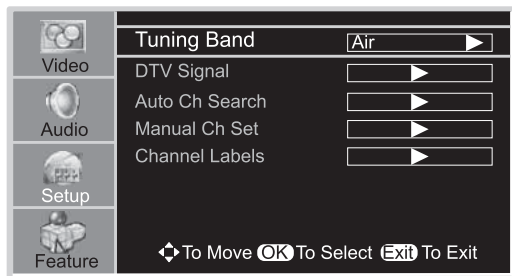 Video
Audio
Setup
Feature
Tuning Band Air
DTV Signal
Auto Ch Search
Manual Ch Set
Channel Labels
To Move OK To Select Exit To Exit